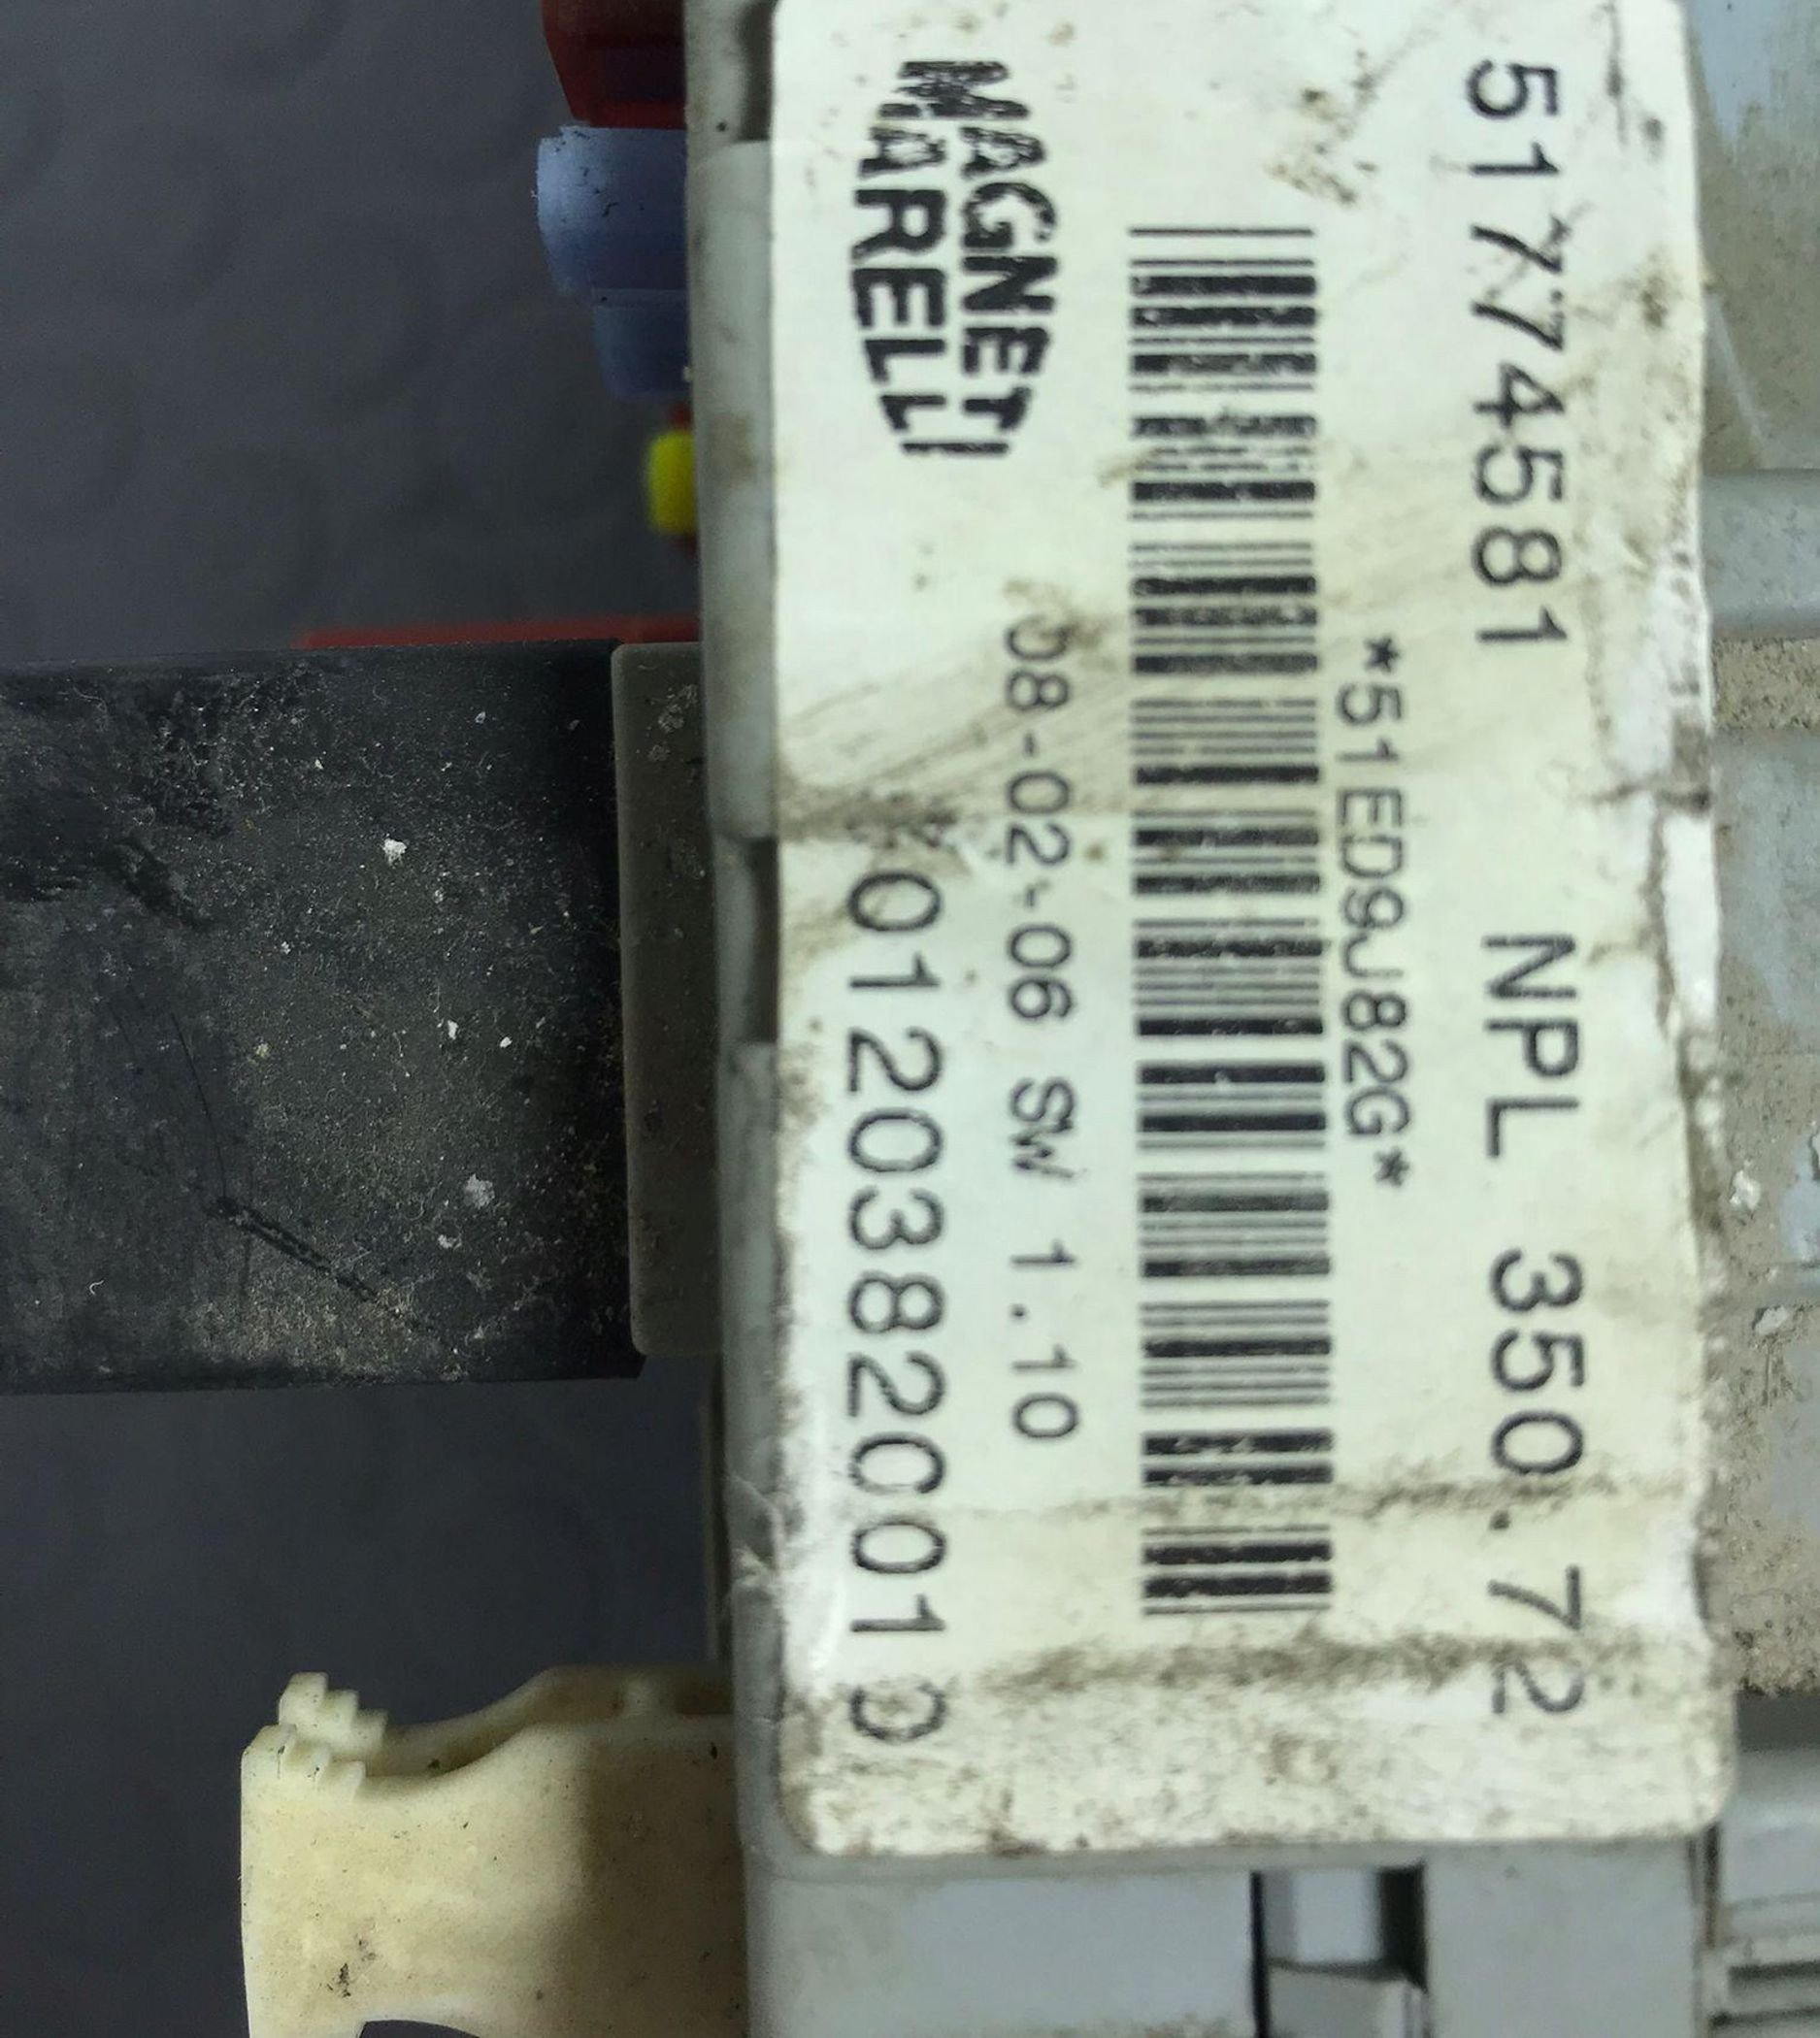 51774581 NPL 350.72
*51ED9J82G*
MAGNETI
MARELLI
08-02-06 SW 1.10
01203820010